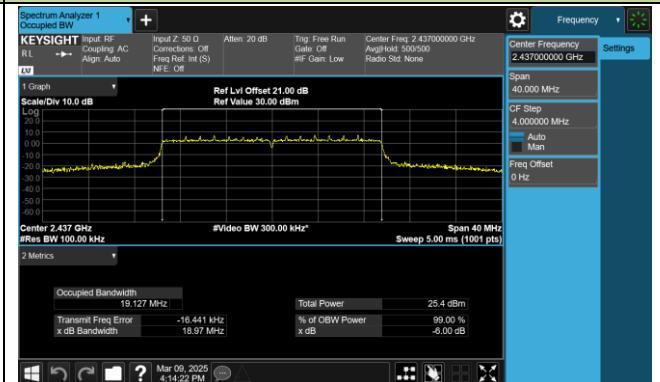 Spectrum Analyzer 1
Occupied BW
Frequency
KEYSIGHT Input: RF
RL Coupling: AC
Align: Auto
LXI
Input Z: 50 Ω
Corrections: Off
Freq Ref: Int (S)
NFE: Off
Atten: 20 dB
Trig: Free Run
Gate: Off
#IF Gain: Low
Center Freq: 2.437000000 GHz
Avg|Hold: 500/500
Radio Std: None
Center Frequency
2.437000000 GHz
Settings
Span
40.000 MHz
CF Step
4.000000 MHz
Auto
Man
Freq Offset
0 Hz
1 Graph
Scale/Div 10.0 dB
Ref Lvl Offset 21.00 dB
Ref Value 30.00 dBm
Log
20.0
10.0
0.00
-10.0
-20.0
-30.0
-40.0
-50.0
-60.0
Center 2.437 GHz
#Res BW 100.00 kHz
#Video BW 300.00 kHz*
Span 40 MHz
Sweep 5.00 ms (1001 pts)
2 Metrics
Occupied Bandwidth
19.127 MHz
Transmit Freq Error -16.441 kHz
x dB Bandwidth 18.97 MHz
Total Power 25.4 dBm
% of OBW Power 99.00 %
x dB -6.00 dB
Mar 09, 2025
4:14:22 PM